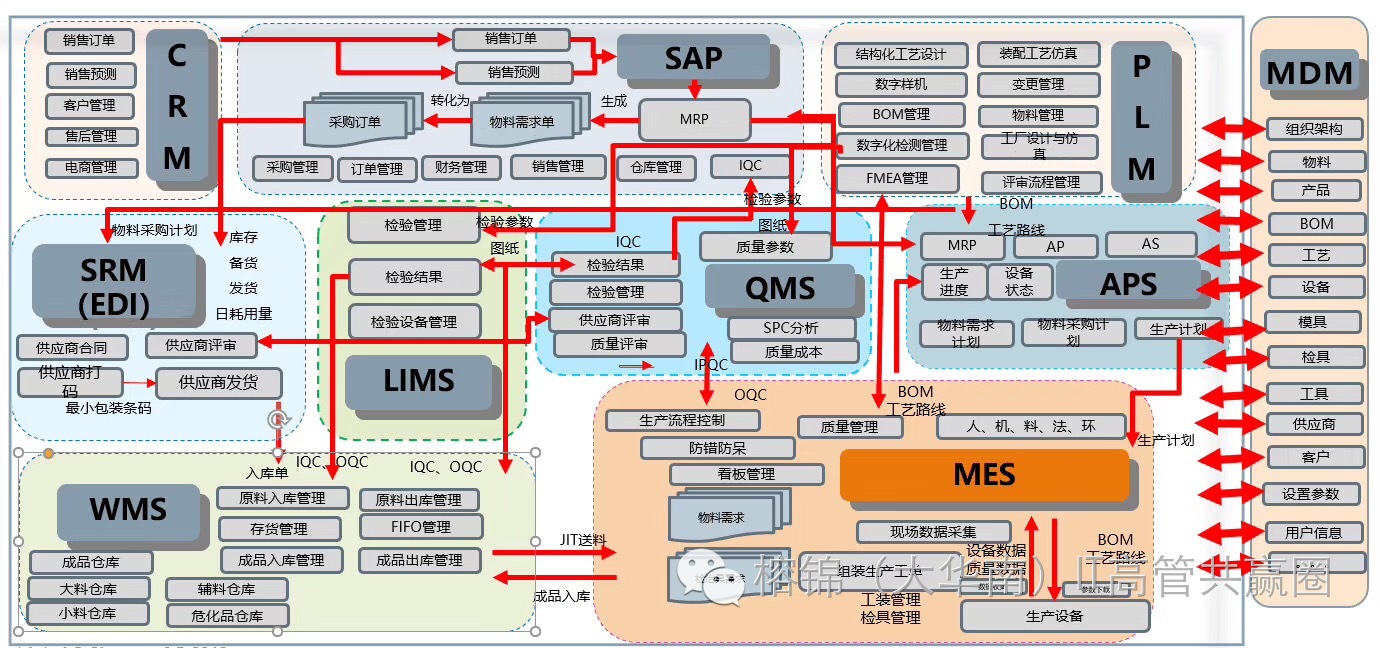 销售订单
销售预测
客户管理
售后管理
电商管理
C
R
M
销售订单
销售预测
SAP
采购订单
转化为
物料需求单
生成
MRP
采购管理
订单管理
财务管理
销售管理
仓库管理
IQC
检验参数
结构化工艺设计
装配工艺仿真
数字样机
变更管理
BOM管理
物料管理
数字化检测管理
工厂设计与仿
真
FMEA管理
评审流程管理
P
L
M
MDM
组织架构
物料
产品
BOM
工艺
设备
模具
检具
工具
供应商
客户
设置参数
用户信息
物料采购计划
库存
备货
发货
日耗用量
SRM
(EDI)
供应商合同
供应商评审
供应商打
码
供应商发货
最小包装条码
检验管理
检验参数
图纸
检验结果
检验设备管理
LIMS
IQC
检验结果
检验管理
供应商评审
质量评审
图纸
质量参数
QMS
SPC分析
质量成本
IPQC
BOM
工艺路线
MRP
AP
AS
生产
进度
设备
状态
APS
物料需求
计划
物料采购计
划
生产计划
入库单
IQC、OQC
IQC、OQC
WMS
原料入库管理
原料出库管理
存货管理
FIFO管理
成品入库管理
成品出库管理
成品仓库
大料仓库
辅料仓库
小料仓库
危化品仓库
JIT送料
成品入库
OQC
BOM
工艺路线
生产流程控制
质量管理
人、机、料、法、环
生产计划
防错防呆
看板管理
MES
物料需求
现场数据采集
组装生产工单
设备数据
质量数据
BOM
工艺路线
参数下载
工装管理
检具管理
生产设备